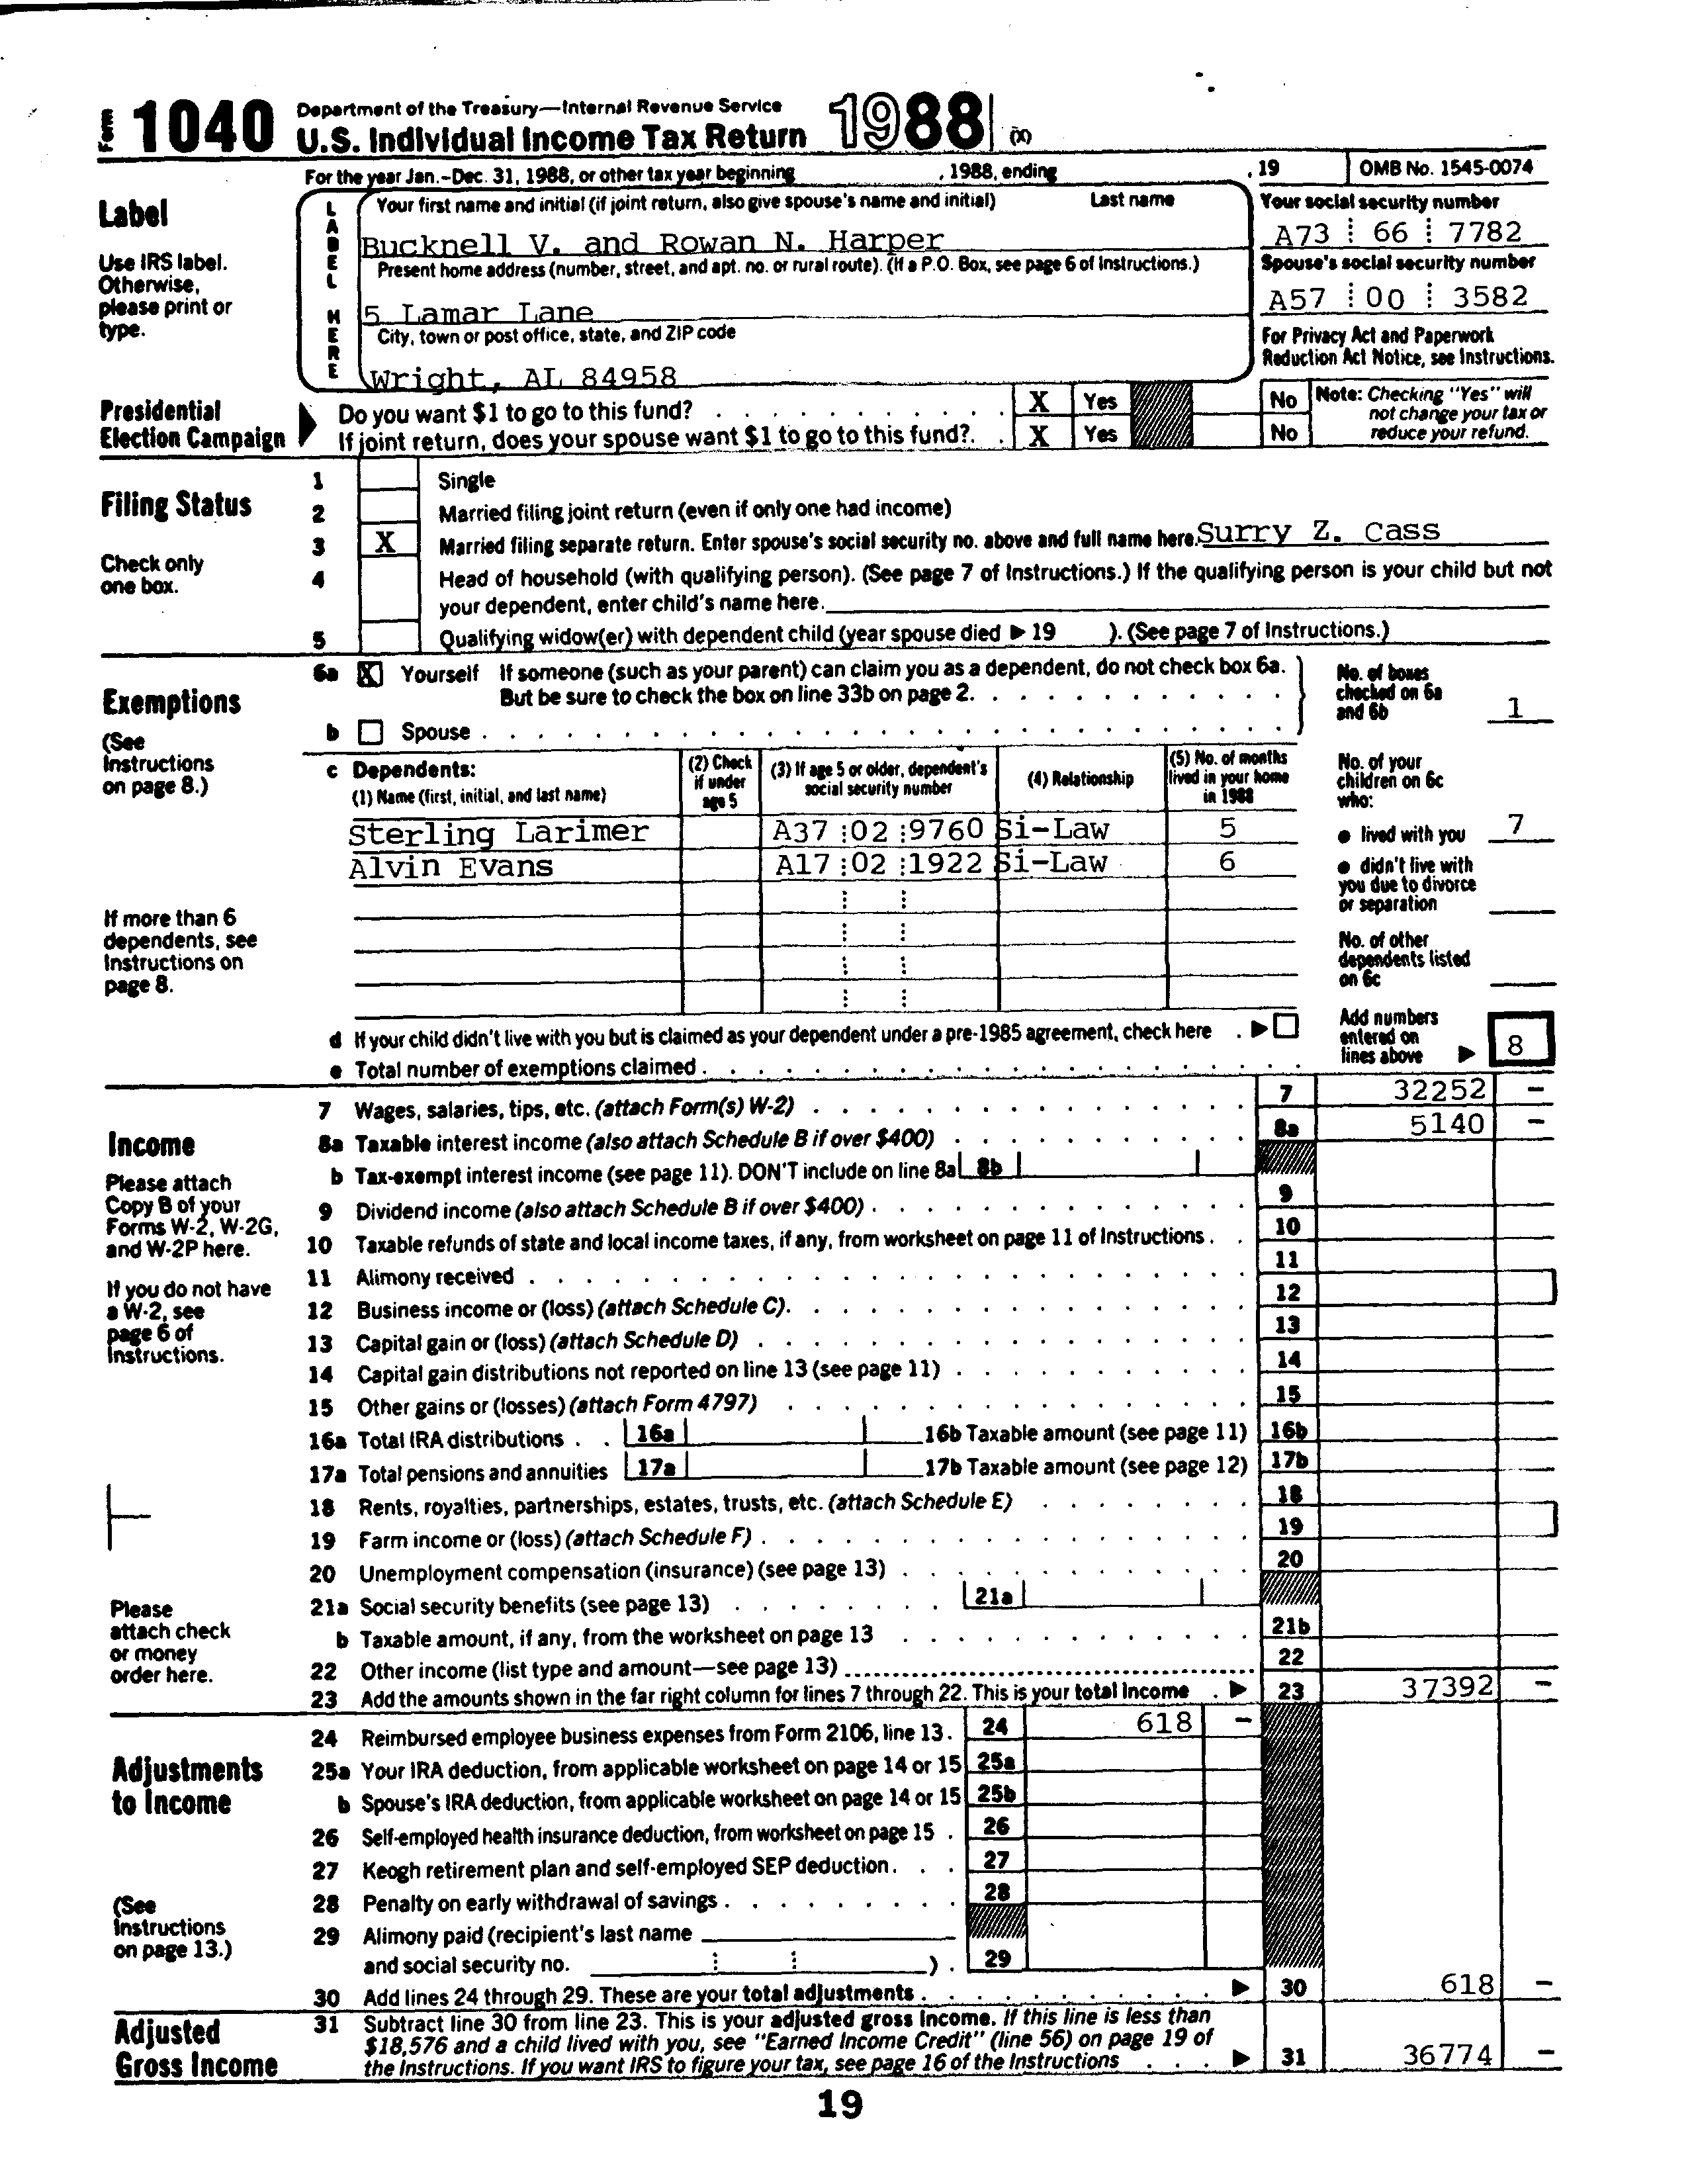 Form 1040 Department of the Treasury—Internal Revenue Service
U.S. Individual Income Tax Return 1988 (X)
For the year Jan.-Dec. 31, 1988, or other tax year beginning , 1988, ending , 19 OMB No. 1545-0074
Label
Use IRS label.
Otherwise,
please print or
type.
LABEL HERE
Your first name and initial (if joint return, also give spouse's name and initial) Last name
Bucknell V. and Rowan N. Harper
Present home address (number, street, and apt. no. or rural route). (If a P.O. Box, see page 6 of Instructions.)
5 Lamar Lane
City, town or post office, state, and ZIP code
Wright, AL 84958
Your social security number
A73 66 7782
Spouse's social security number
A57 00 3582
For Privacy Act and Paperwork
Reduction Act Notice, see Instructions.
Presidential
Election Campaign
Do you want $1 to go to this fund? X Yes No
If joint return, does your spouse want $1 to go to this fund?. X Yes No
Note: Checking "Yes" will
not change your tax or
reduce your refund.
Filing Status
Check only
one box.
1 Single
2 Married filing joint return (even if only one had income)
3 X Married filing separate return. Enter spouse's social security no. above and full name here. Surry Z. Cass
4 Head of household (with qualifying person). (See page 7 of Instructions.) If the qualifying person is your child but not
your dependent, enter child's name here.
5 Qualifying widow(er) with dependent child (year spouse died ▶ 19 ). (See page 7 of Instructions.)
Exemptions
(See
Instructions
on page 8.)
If more than 6
dependents, see
Instructions on
page 8.
6a X Yourself If someone (such as your parent) can claim you as a dependent, do not check box 6a.
But be sure to check the box on line 33b on page 2.
b Spouse
No. of boxes
checked on 6a
and 6b 1
c Dependents:
(1) Name (first, initial, and last name)
(2) Check
if under
age 5
(3) If age 5 or older, dependent's
social security number
(4) Relationship
(5) No. of months
lived in your home
in 1988
Sterling Larimer A37 02 9760 Si-Law 5
Alvin Evans A17 02 1922 Si-Law 6
No. of your
children on 6c
who:
● lived with you 7
● didn't live with
you due to divorce
or separation
No. of other
dependents listed
on 6c
d If your child didn't live with you but is claimed as your dependent under a pre-1985 agreement, check here . ▶
e Total number of exemptions claimed
Add numbers
entered on
lines above ▶ 8
Income
Please attach
Copy B of your
Forms W-2, W-2G,
and W-2P here.
If you do not have
a W-2, see
page 6 of
Instructions.
Please
attach check
or money
order here.
7 Wages, salaries, tips, etc. (attach Form(s) W-2) 7 32252 -
8a Taxable interest income (also attach Schedule B if over $400) 8a 5140 -
b Tax-exempt interest income (see page 11). DON'T include on line 8a 8b
9 Dividend income (also attach Schedule B if over $400) 9
10 Taxable refunds of state and local income taxes, if any, from worksheet on page 11 of Instructions 10
11 Alimony received 11
12 Business income or (loss) (attach Schedule C). 12
13 Capital gain or (loss) (attach Schedule D) 13
14 Capital gain distributions not reported on line 13 (see page 11) 14
15 Other gains or (losses) (attach Form 4797) 15
16a Total IRA distributions 16a 16b Taxable amount (see page 11) 16b
17a Total pensions and annuities 17a 17b Taxable amount (see page 12) 17b
18 Rents, royalties, partnerships, estates, trusts, etc. (attach Schedule E) 18
19 Farm income or (loss) (attach Schedule F) 19
20 Unemployment compensation (insurance) (see page 13) 20
21a Social security benefits (see page 13) 21a
b Taxable amount, if any, from the worksheet on page 13 21b
22 Other income (list type and amount—see page 13) 22
23 Add the amounts shown in the far right column for lines 7 through 22. This is your total income . ▶ 23 37392 -
Adjustments
to Income
(See
Instructions
on page 13.)
24 Reimbursed employee business expenses from Form 2106, line 13. 24 618 -
25a Your IRA deduction, from applicable worksheet on page 14 or 15 25a
b Spouse's IRA deduction, from applicable worksheet on page 14 or 15 25b
26 Self-employed health insurance deduction, from worksheet on page 15 . 26
27 Keogh retirement plan and self-employed SEP deduction. 27
28 Penalty on early withdrawal of savings 28
29 Alimony paid (recipient's last name
and social security no. ) . 29
30 Add lines 24 through 29. These are your total adjustments ▶ 30 618 -
Adjusted
Gross Income
31 Subtract line 30 from line 23. This is your adjusted gross income. If this line is less than
$18,576 and a child lived with you, see "Earned Income Credit" (line 56) on page 19 of
the Instructions. If you want IRS to figure your tax, see page 16 of the Instructions ▶ 31 36774 -
19